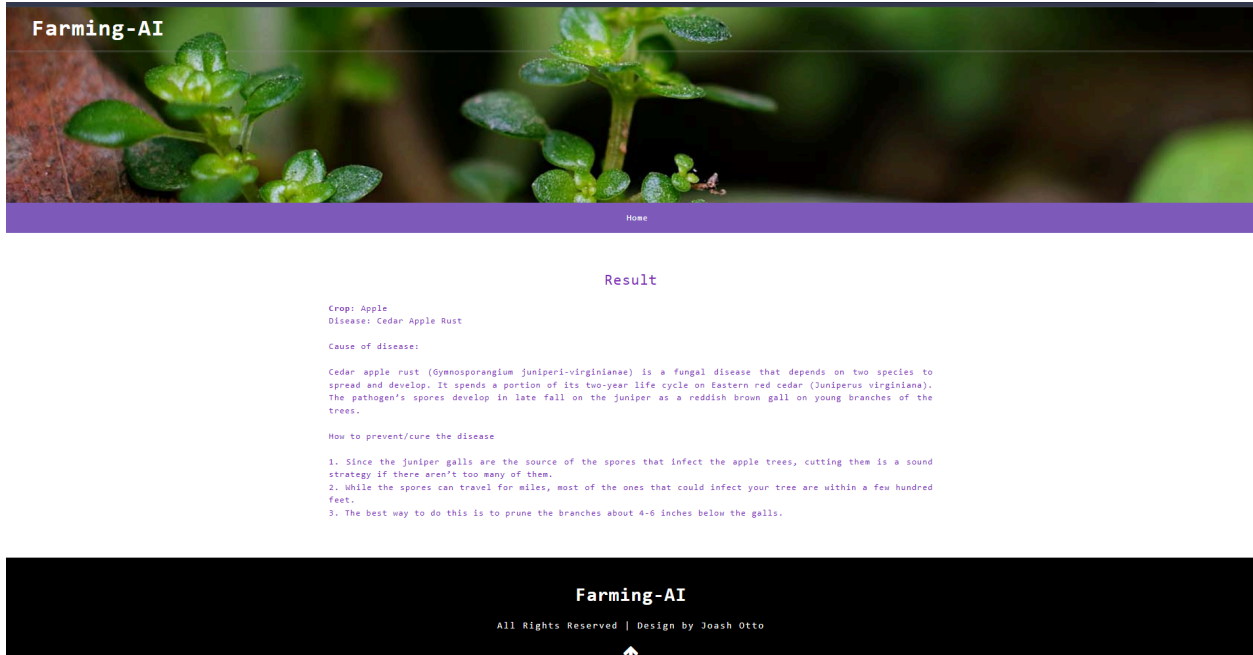 Farming-AI
Home
Result
Crop: Apple
Disease: Cedar Apple Rust
Cause of disease:
Cedar apple rust (Gymnosporangium juniperi-virginianae) is a fungal disease that depends on two species to
spread and develop. It spends a portion of its two-year life cycle on Eastern red cedar (Juniperus virginiana).
The pathogen's spores develop in late fall on the juniper as a reddish brown gall on young branches of the
trees.
How to prevent/cure the disease
1. Since the juniper galls are the source of the spores that infect the apple trees, cutting them is a sound
strategy if there aren't too many of them.
2. While the spores can travel for miles, most of the ones that could infect your tree are within a few hundred
feet.
3. The best way to do this is to prune the branches about 4-6 inches below the galls.
Farming-AI
All Rights Reserved | Design by Joash Otto